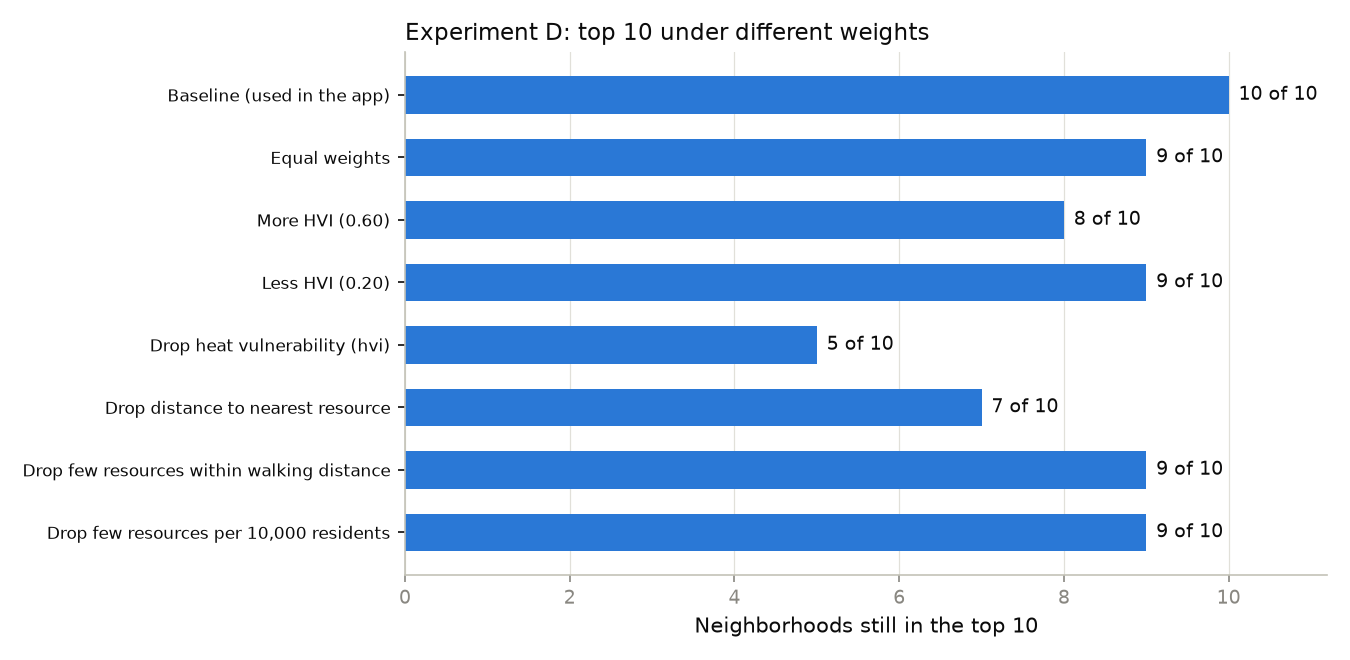 Experiment D: top 10 under different weights
Baseline (used in the app) 10 of 10
Equal weights 9 of 10
More HVI (0.60) 8 of 10
Less HVI (0.20) 9 of 10
Drop heat vulnerability (hvi) 5 of 10
Drop distance to nearest resource 7 of 10
Drop few resources within walking distance 9 of 10
Drop few resources per 10,000 residents 9 of 10
0 2 4 6 8 10
Neighborhoods still in the top 10